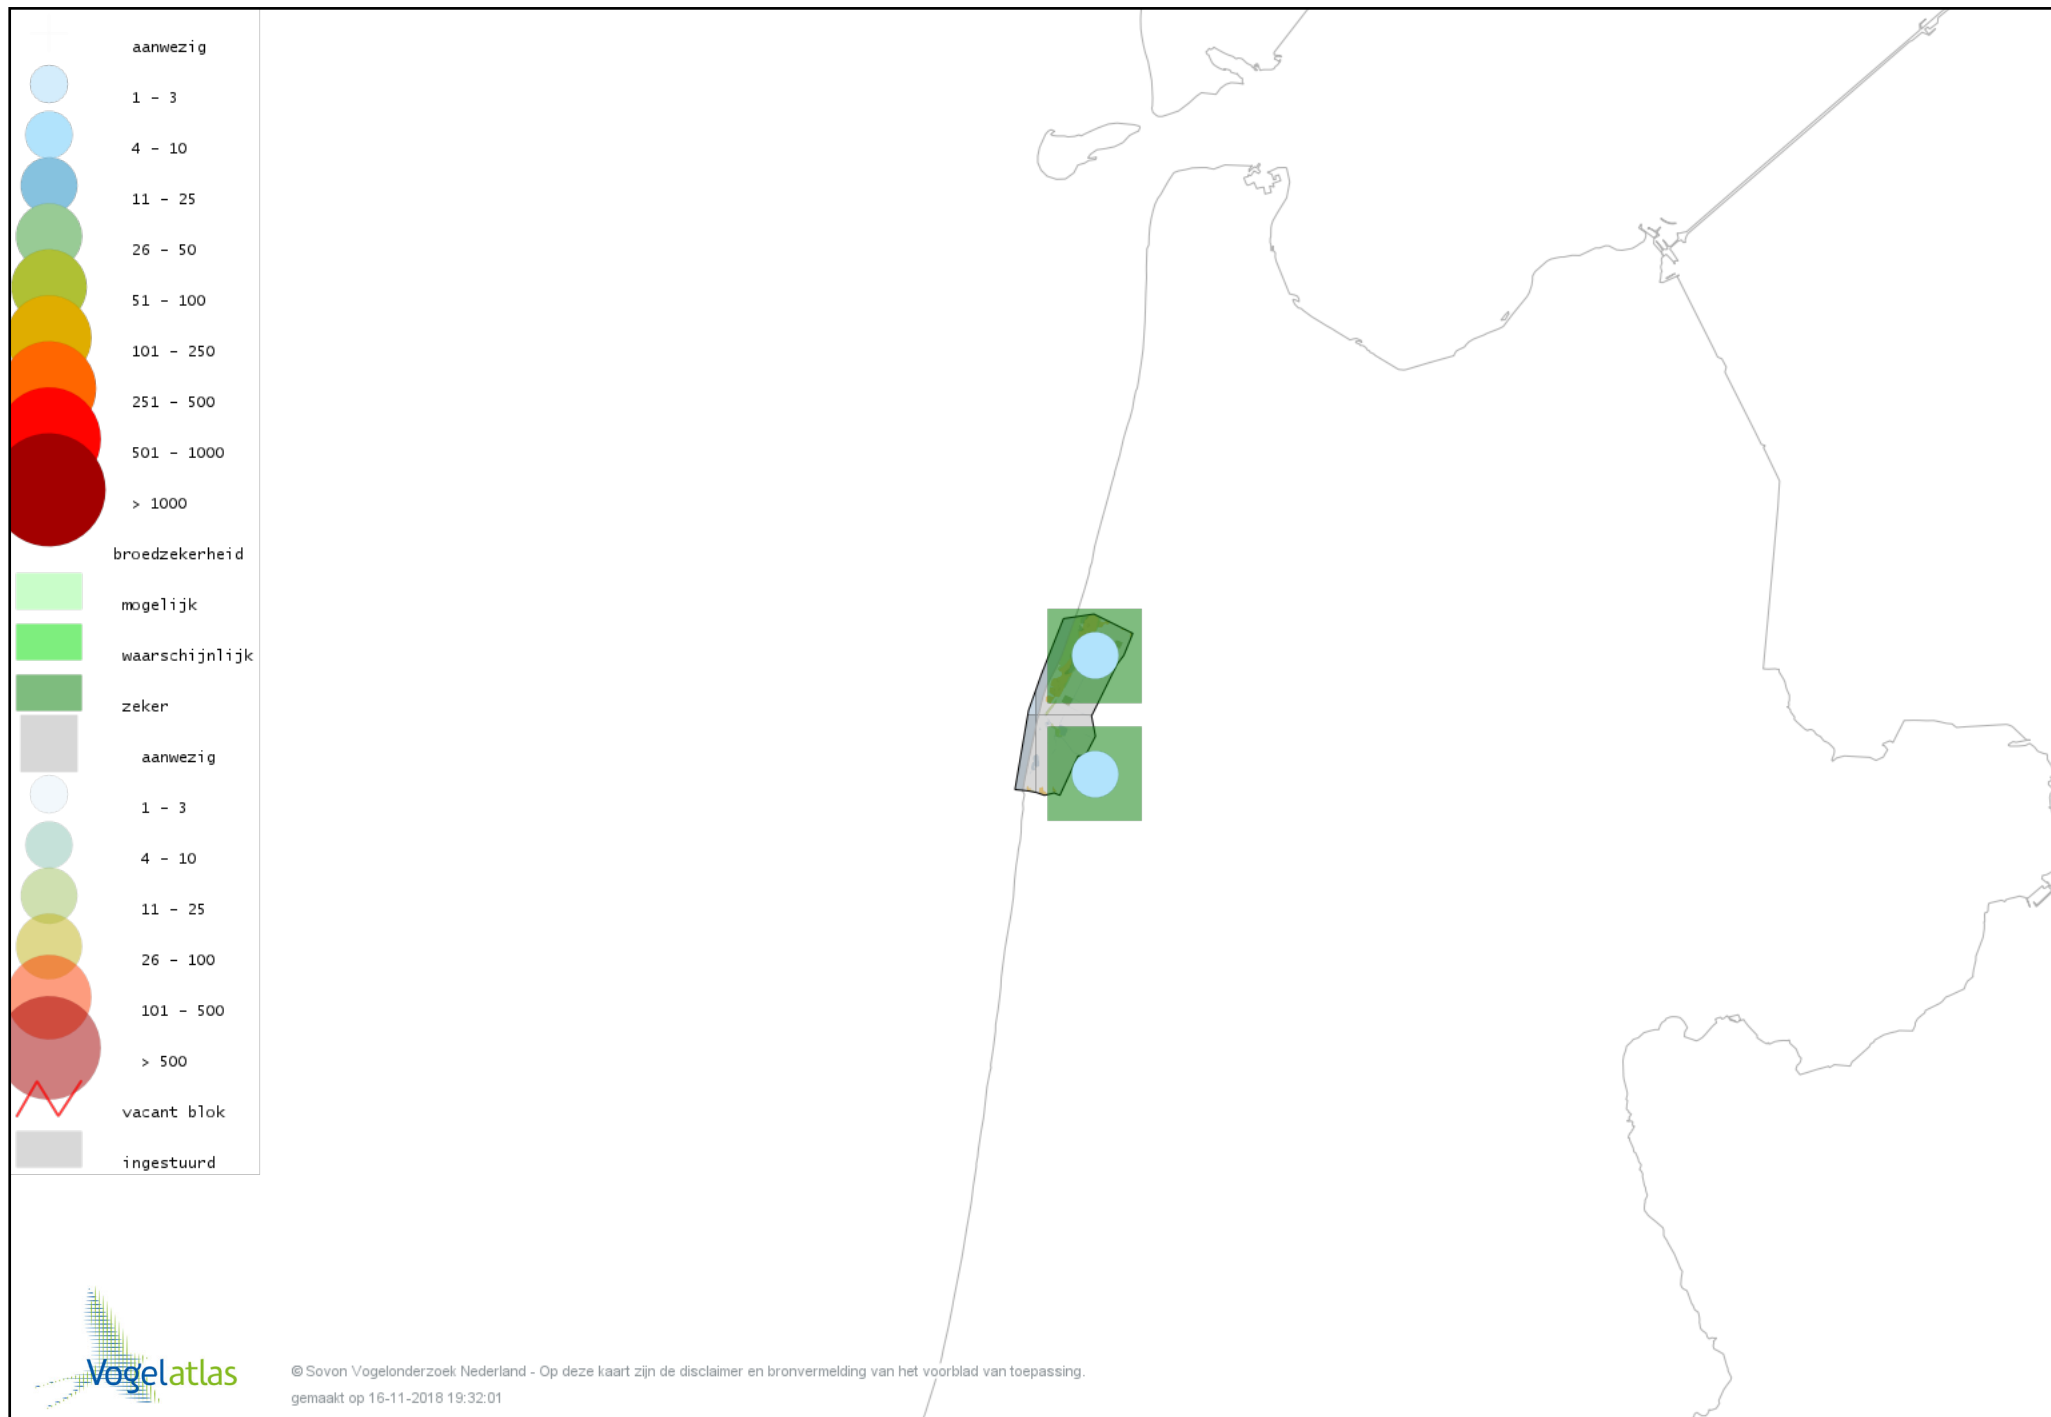 aanwezig
1 – 3
4 – 10
11 – 25
26 – 50
51 – 100
101 – 250
251 – 500
501 – 1000
> 1000
broedzekerheid
mogelijk
waarschijnlijk
zeker
aanwezig
1 – 3
4 – 10
11 – 25
26 – 100
101 – 500
> 500
vacant blok
ingestuurd
Vogelatlas
© Sovon Vogelonderzoek Nederland - Op deze kaart zijn de disclaimer en bronvermelding van het voorblad van toepassing.
gemaakt op 16-11-2018 19:32:01